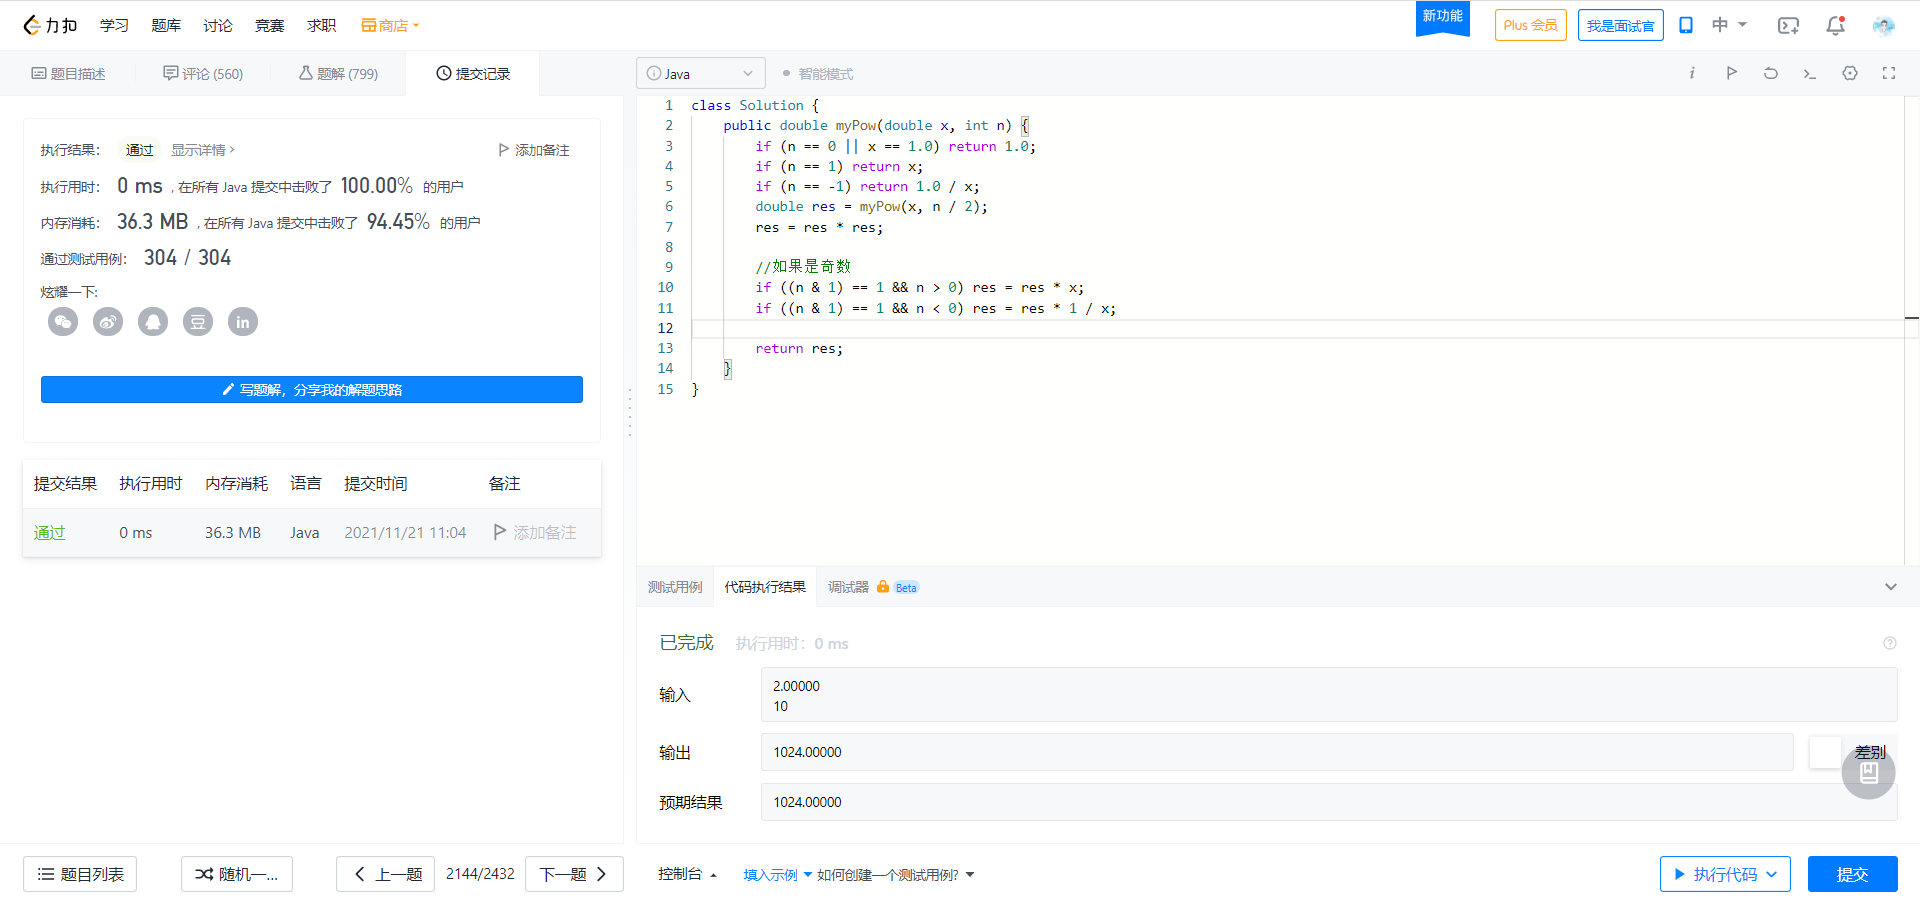 力扣 学习 题库 讨论 竞赛 求职 商店 新功能 Plus 会员 我是面试官 中
题目描述 评论 (560) 题解 (799) 提交记录
执行结果： 通过 显示详情 › 添加备注
执行用时： 0 ms , 在所有 Java 提交中击败了 100.00% 的用户
内存消耗： 36.3 MB , 在所有 Java 提交中击败了 94.45% 的用户
通过测试用例： 304 / 304
炫耀一下:
豆 in
写题解，分享我的解题思路
提交结果 执行用时 内存消耗 语言 提交时间 备注
通过 0 ms 36.3 MB Java 2021/11/21 11:04 添加备注
题目列表 随机一... 上一题 2144/2432 下一题
Java 智能模式
1 class Solution {
2 public double myPow(double x, int n) {
3 if (n == 0 || x == 1.0) return 1.0;
4 if (n == 1) return x;
5 if (n == -1) return 1.0 / x;
6 double res = myPow(x, n / 2);
7 res = res * res;
8
9 //如果是奇数
10 if ((n & 1) == 1 && n > 0) res = res * x;
11 if ((n & 1) == 1 && n < 0) res = res * 1 / x;
12
13 return res;
14 }
15 }
测试用例 代码执行结果 调试器 Beta
已完成 执行用时：0 ms
输入 2.00000
10
输出 1024.00000 差别
预期结果 1024.00000
控制台 填入示例 如何创建一个测试用例? 执行代码 提交